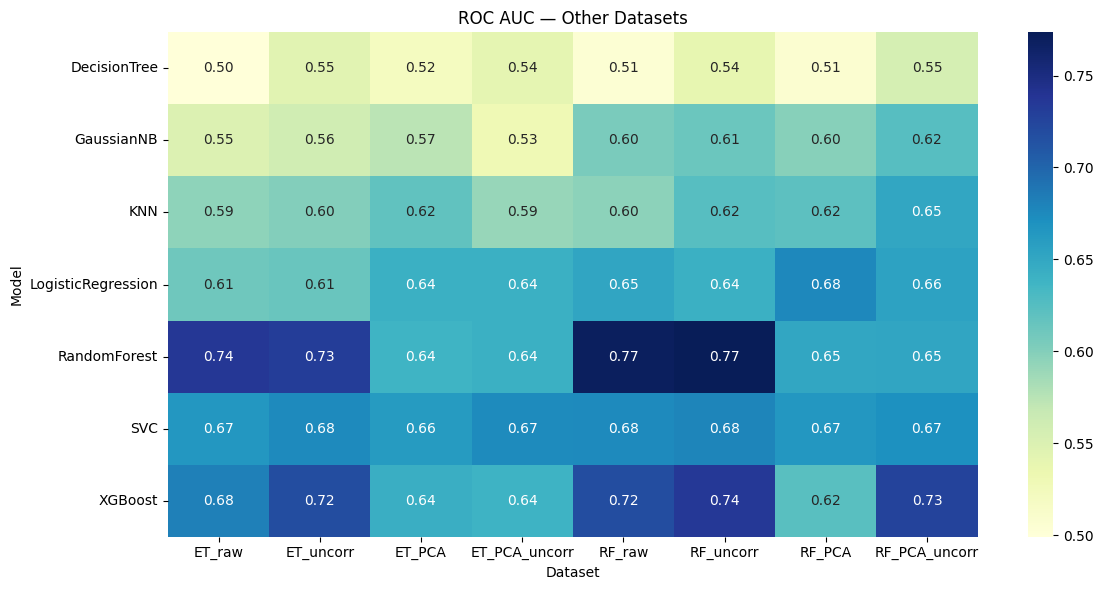 ROC AUC — Other Datasets
DecisionTree 0.50 0.55 0.52 0.54 0.51 0.54 0.51 0.55
GaussianNB 0.55 0.56 0.57 0.53 0.60 0.61 0.60 0.62
KNN 0.59 0.60 0.62 0.59 0.60 0.62 0.62 0.65
LogisticRegression 0.61 0.61 0.64 0.64 0.65 0.64 0.68 0.66
RandomForest 0.74 0.73 0.64 0.64 0.77 0.77 0.65 0.65
SVC 0.67 0.68 0.66 0.67 0.68 0.68 0.67 0.67
XGBoost 0.68 0.72 0.64 0.64 0.72 0.74 0.62 0.73
ET_raw ET_uncorr ET_PCA ET_PCA_uncorr RF_raw RF_uncorr RF_PCA RF_PCA_uncorr
Dataset
Model
0.75
0.70
0.65
0.60
0.55
0.50